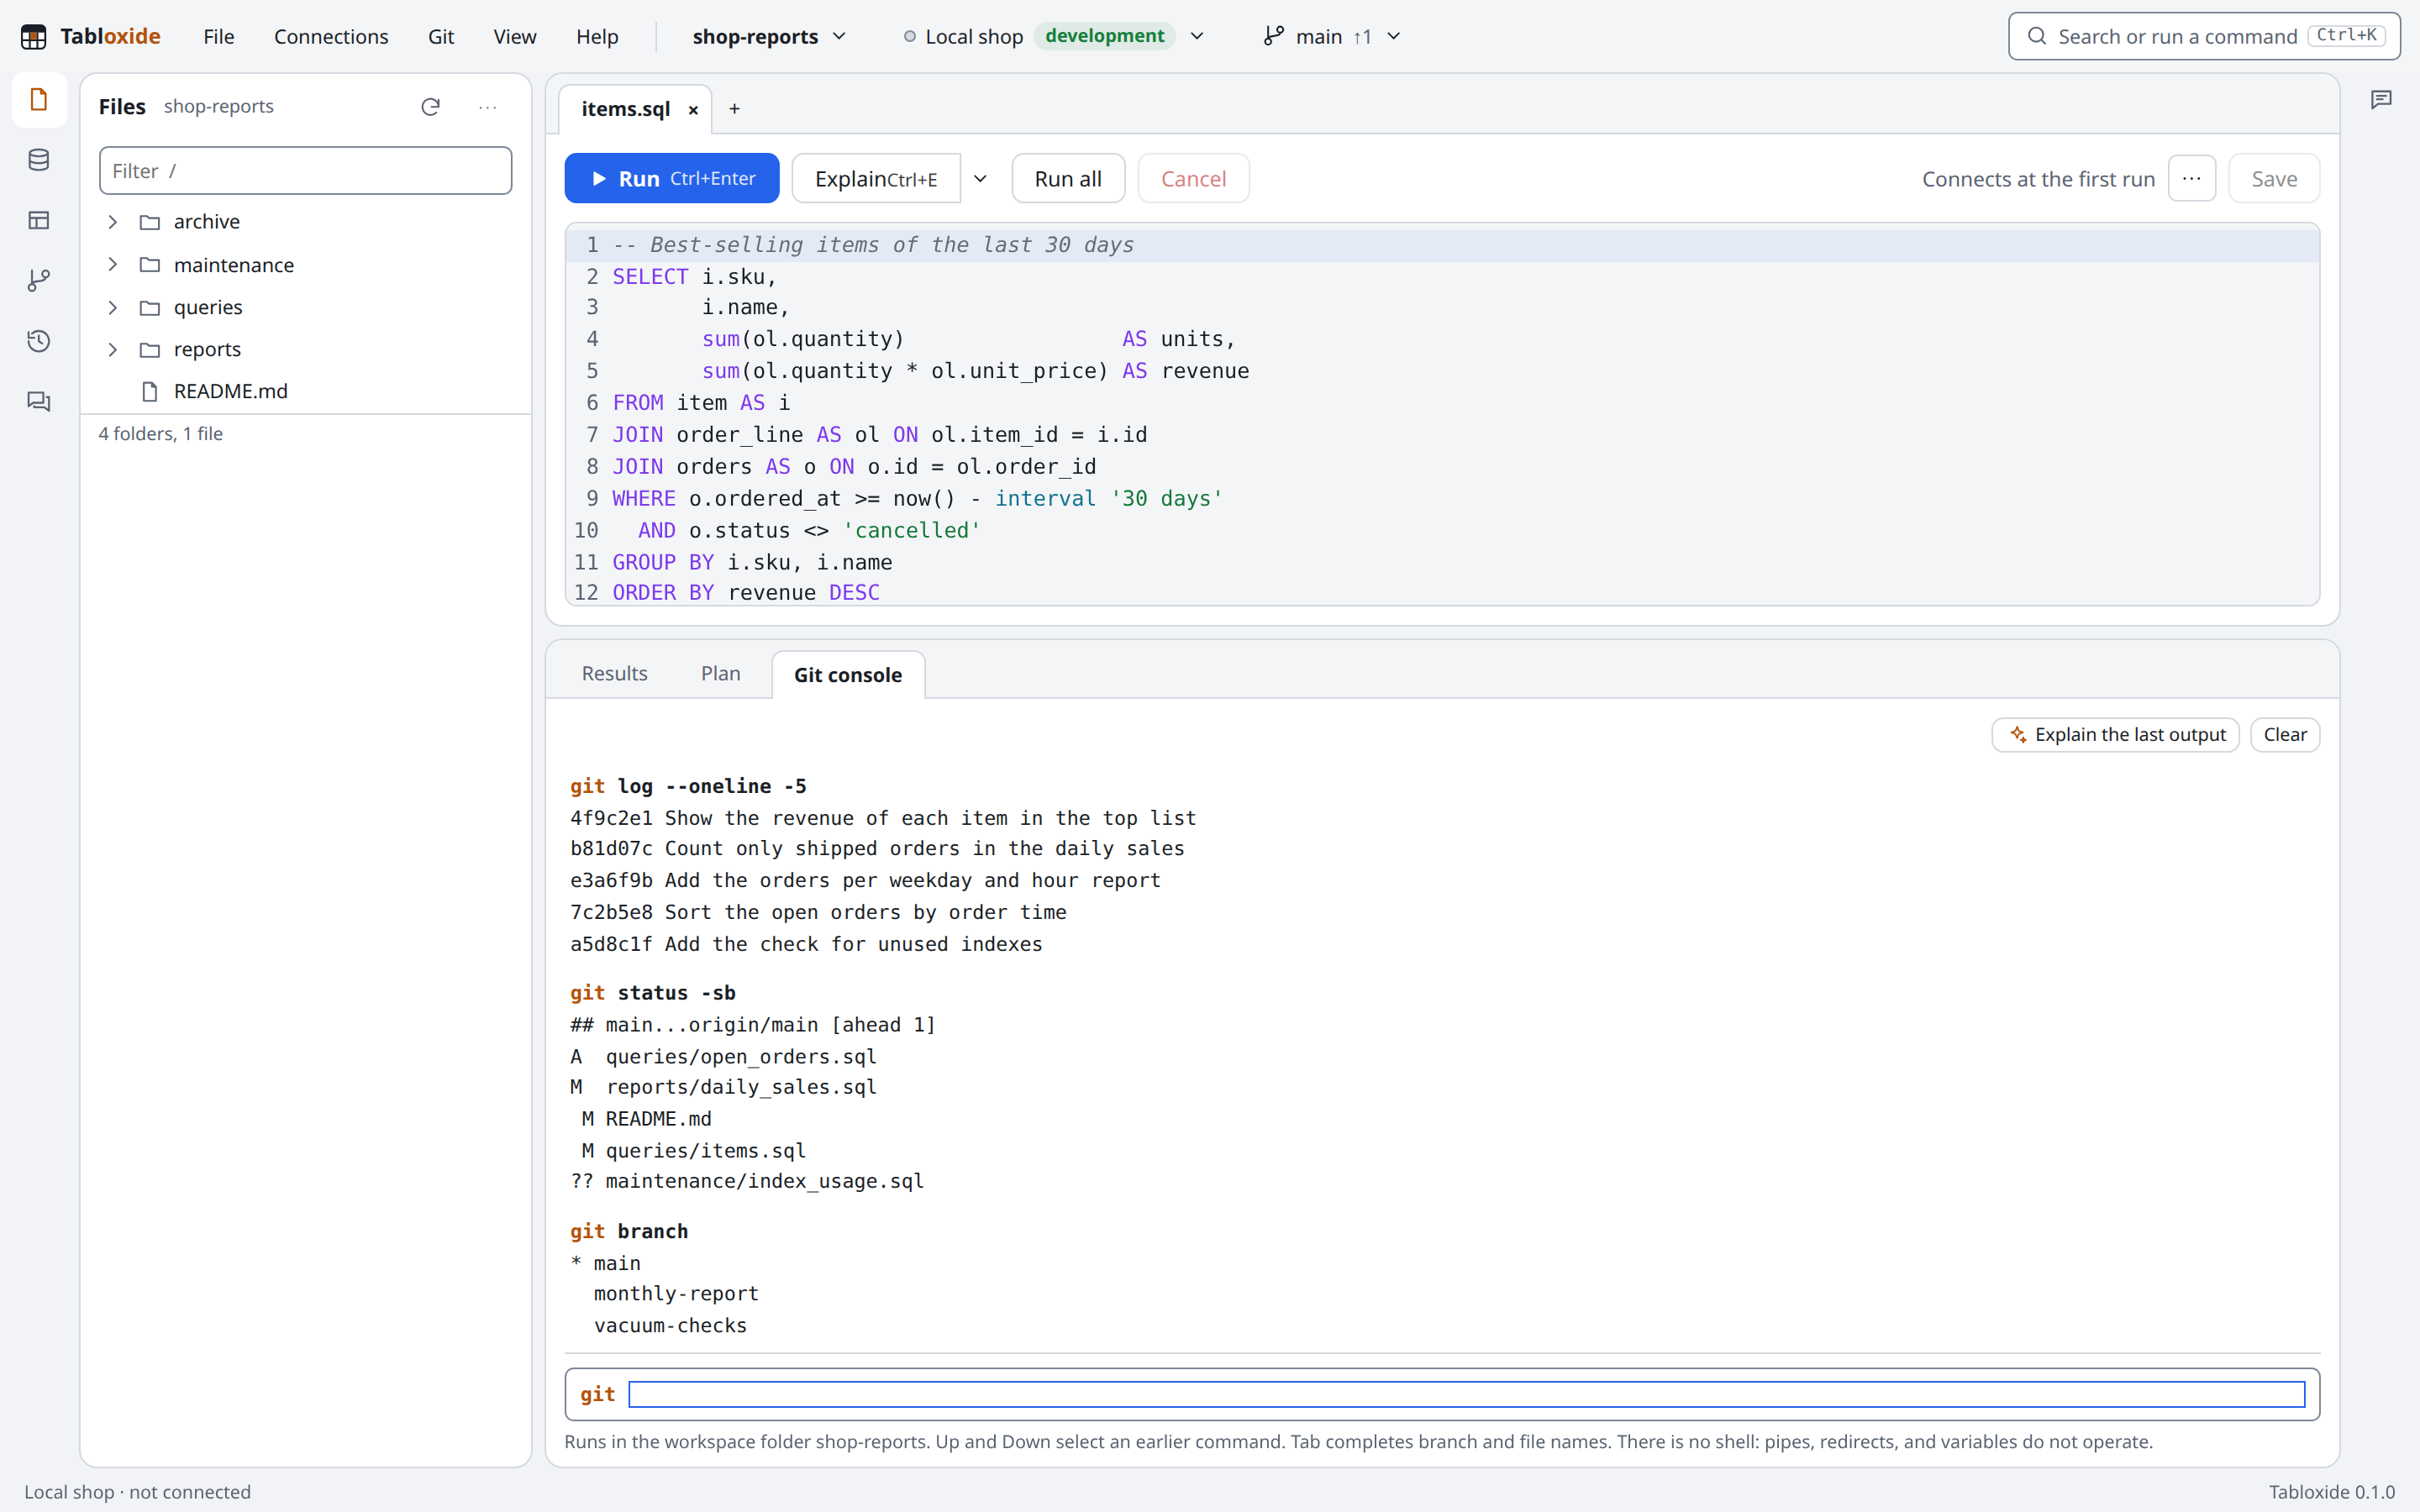 Tabloxide File Connections Git View Help shop-reports Local shop development main ↑1 Search or run a command Ctrl+K
Files shop-reports ···
Filter /
archive
maintenance
queries
reports
README.md
4 folders, 1 file
items.sql × +
Run Ctrl+Enter Explain Ctrl+E Run all Cancel Connects at the first run ··· Save
1 -- Best-selling items of the last 30 days
2 SELECT i.sku,
3        i.name,
4        sum(ol.quantity)                 AS units,
5        sum(ol.quantity * ol.unit_price) AS revenue
6 FROM item AS i
7 JOIN order_line AS ol ON ol.item_id = i.id
8 JOIN orders AS o ON o.id = ol.order_id
9 WHERE o.ordered_at >= now() - interval '30 days'
10   AND o.status <> 'cancelled'
11 GROUP BY i.sku, i.name
12 ORDER BY revenue DESC
Results Plan Git console
Explain the last output Clear
git log --oneline -5
4f9c2e1 Show the revenue of each item in the top list
b81d07c Count only shipped orders in the daily sales
e3a6f9b Add the orders per weekday and hour report
7c2b5e8 Sort the open orders by order time
a5d8c1f Add the check for unused indexes
git status -sb
## main...origin/main [ahead 1]
A  queries/open_orders.sql
M  reports/daily_sales.sql
 M README.md
 M queries/items.sql
?? maintenance/index_usage.sql
git branch
* main
  monthly-report
  vacuum-checks
git
Runs in the workspace folder shop-reports. Up and Down select an earlier command. Tab completes branch and file names. There is no shell: pipes, redirects, and variables do not operate.
Local shop · not connected Tabloxide 0.1.0